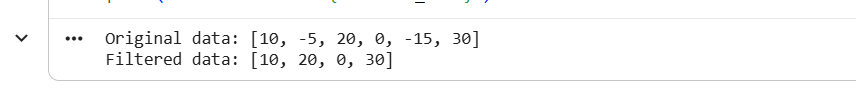 Original data: [10, -5, 20, 0, -15, 30]
Filtered data: [10, 20, 0, 30]